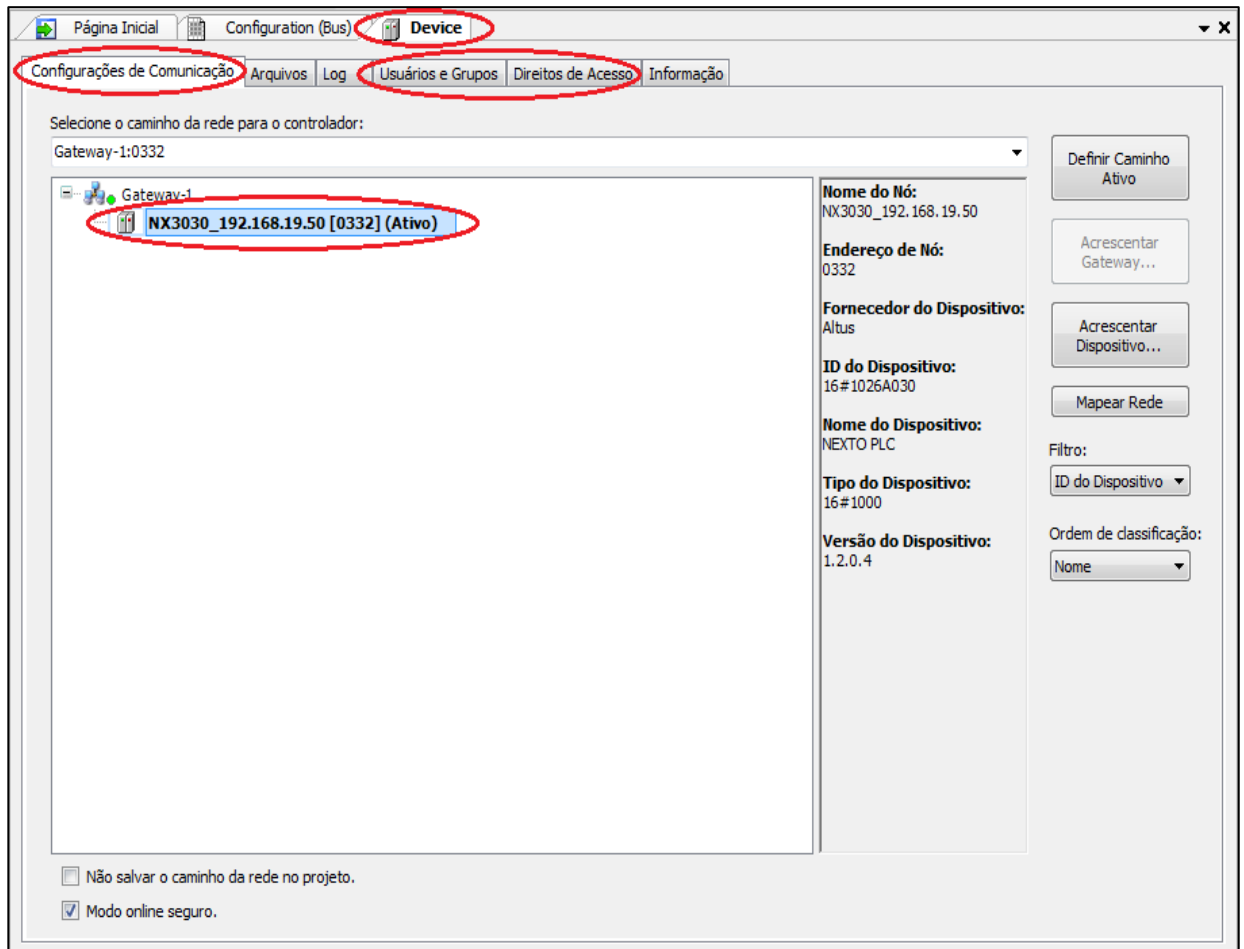 Página Inicial Configuration (Bus) Device
Configurações de Comunicação Arquivos Log Usuários e Grupos Direitos de Acesso Informação
Selecione o caminho da rede para o controlador:
Gateway-1:0332
Definir Caminho
Ativo
Gateway-1
NX3030_192.168.19.50 [0332] (Ativo)
Nome do Nó:
NX3030_192.168.19.50
Endereço de Nó:
0332
Fornecedor do Dispositivo:
Altus
ID do Dispositivo:
16#1026A030
Nome do Dispositivo:
NEXTO PLC
Tipo do Dispositivo:
16#1000
Versão do Dispositivo:
1.2.0.4
Acrescentar
Gateway...
Acrescentar
Dispositivo...
Mapear Rede
Filtro:
ID do Dispositivo
Ordem de classificação:
Nome
Não salvar o caminho da rede no projeto.
Modo online seguro.